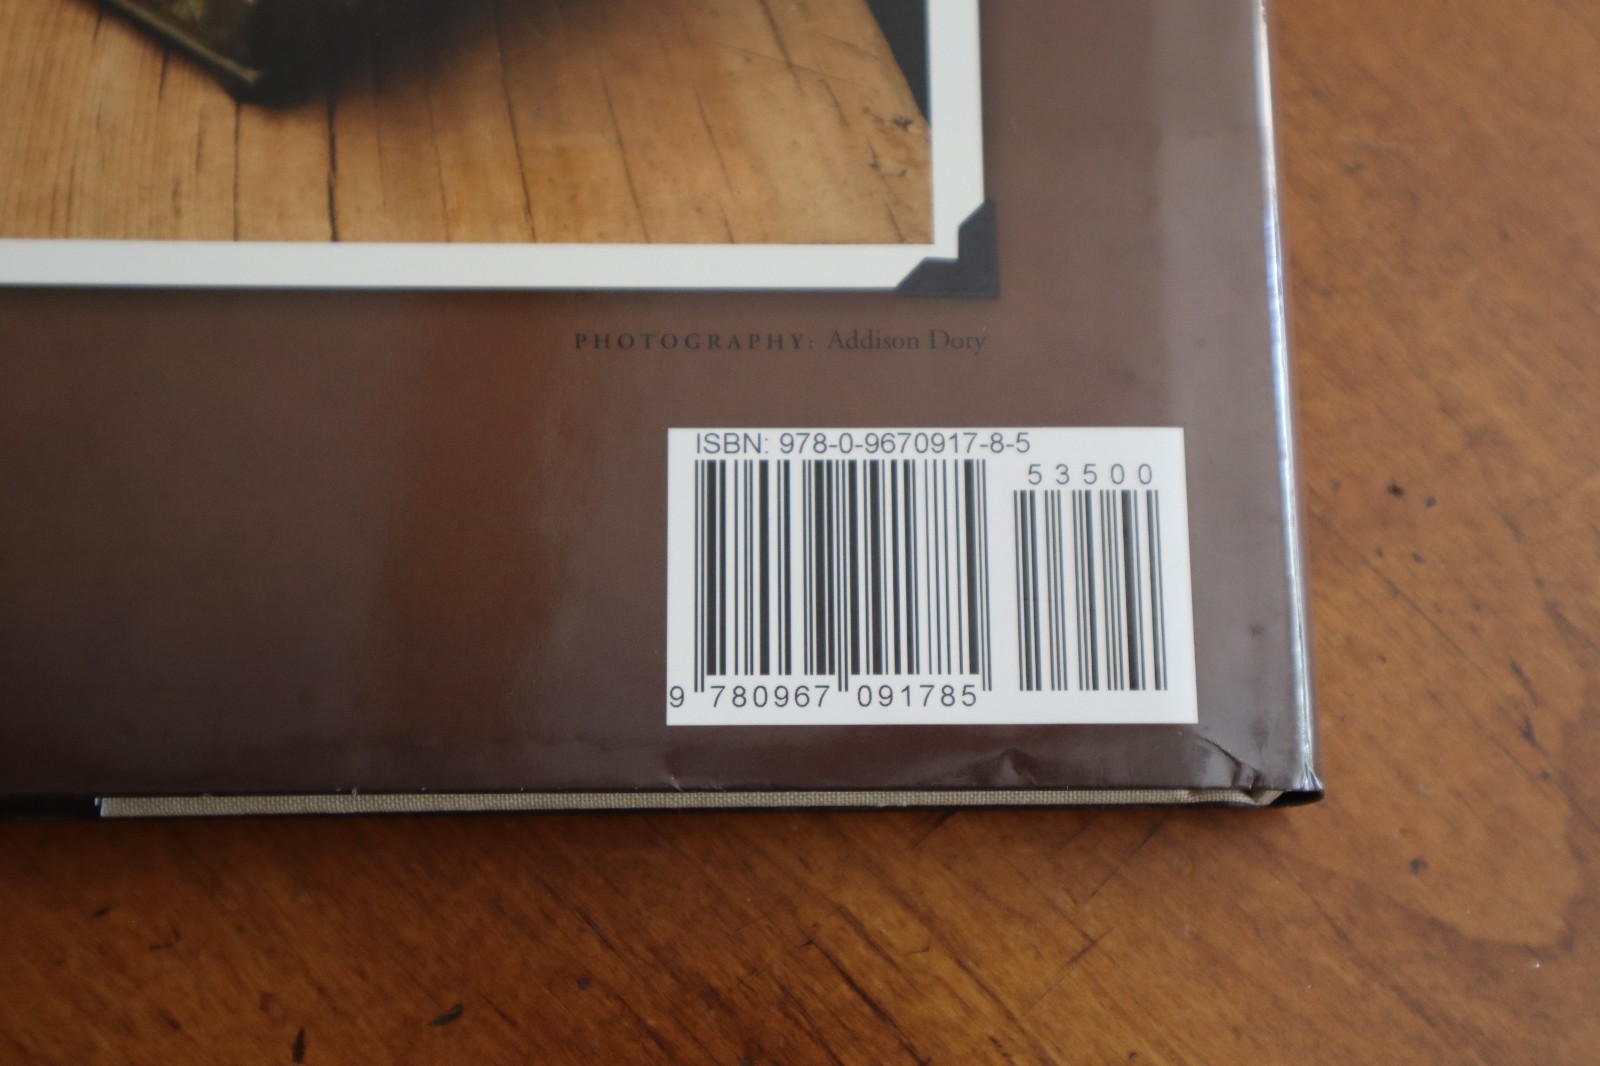 PHOTOGRAPHY: Addison Doty
ISBN: 978-0-9670917-8-5
53500
9 780967 091785